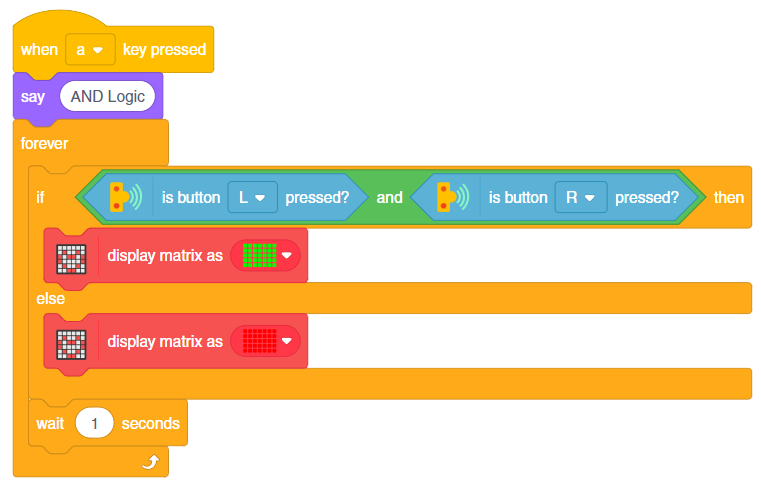 when a key pressed
say AND Logic
forever
if is button L pressed? and is button R pressed? then
display matrix as
else
display matrix as
wait 1 seconds